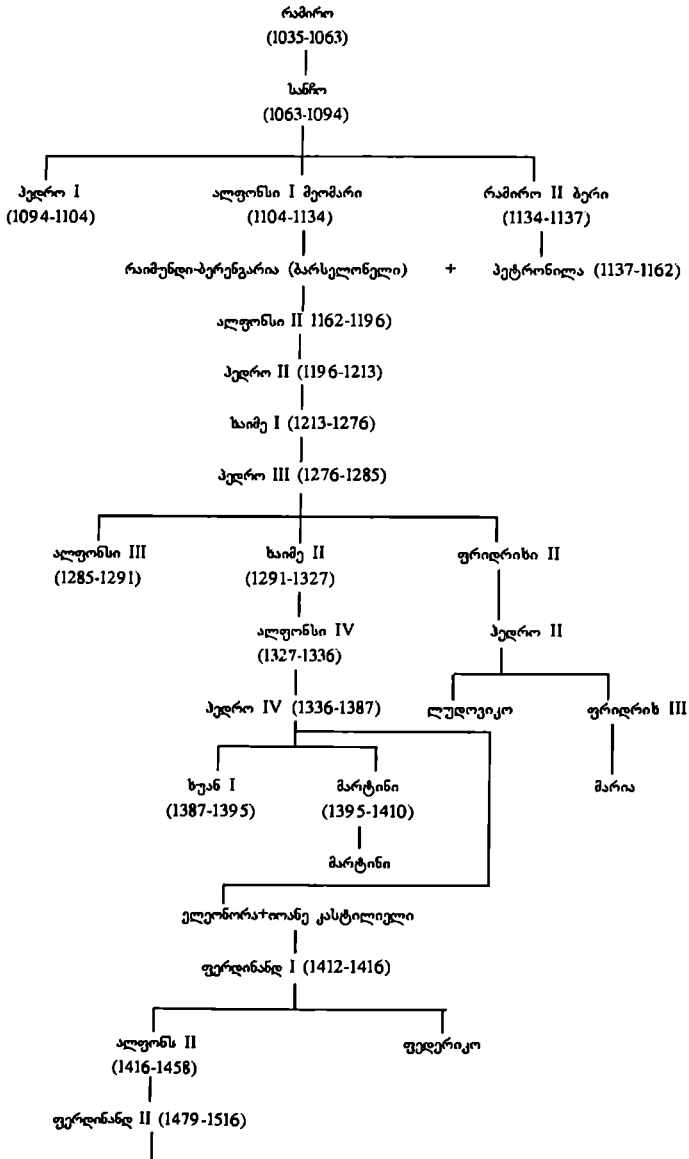 რამირო
(1035-1063)
სანჩო
(1063-1094)
პედრო I
(1094-1104)
ალფონსი I მეომარი
(1104-1134)
რამირო II ბერი
(1134-1137)
რაიმუნდი-ბერენგარია (ბარსელონელი) + პეტრონილა (1137-1162)
ალფონსი II 1162-1196)
პედრო II (1196-1213)
ხაიმე I (1213-1276)
პედრო III (1276-1285)
ალფონსი III
(1285-1291)
ხაიმე II
(1291-1327)
ფრიდრიხი II
ალფონსი IV
(1327-1336)
პედრო II
პედრო IV (1336-1387)
ლუდოვიკო
ფრიდრიხ III
ხუან I
(1387-1395)
მარტინი
(1395-1410)
მარია
მარტინი
ელეონორა+იოანე კასტილიელი
ფერდინანდ I (1412-1416)
ალფონს II
(1416-1458)
ფედერიკო
ფერდინანდ II (1479-1516)